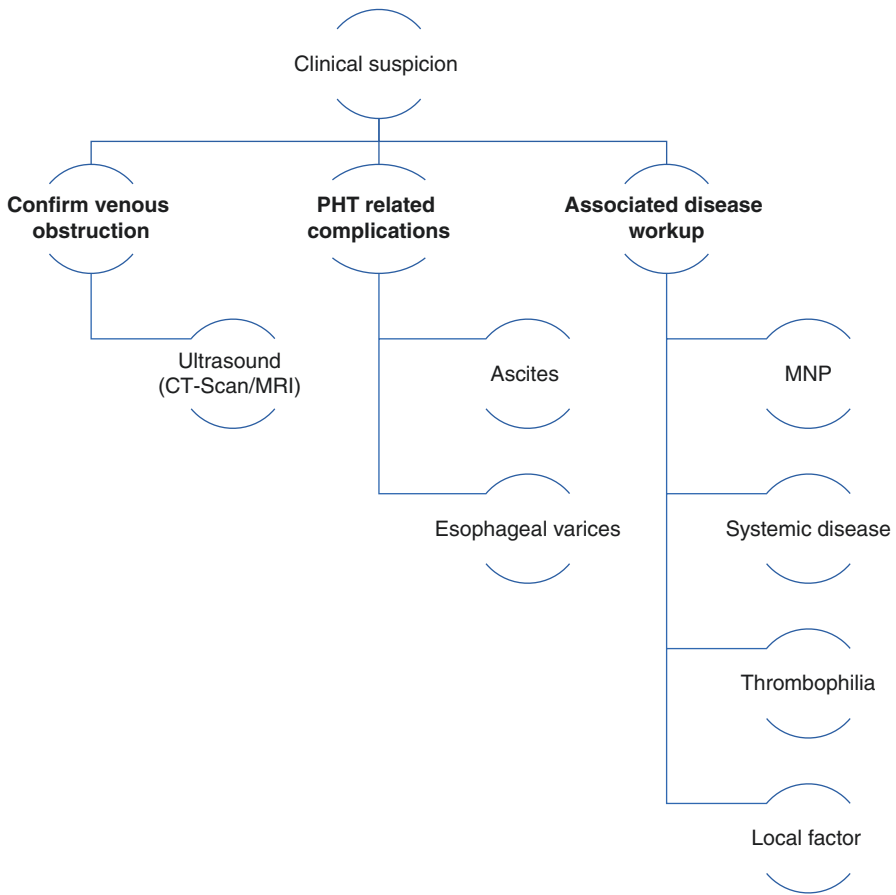 Clinical suspicion
Confirm venous
obstruction
PHT related
complications
Associated disease
workup
Ultrasound
(CT-Scan/MRI)
Ascites
MNP
Esophageal varices
Systemic disease
Thrombophilia
Local factor